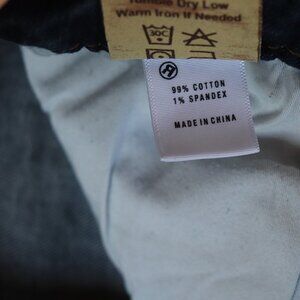 Tumble Dry Low
Warm Iron If Needed
30C
99% COTTON
1% SPANDEX
MADE IN CHINA